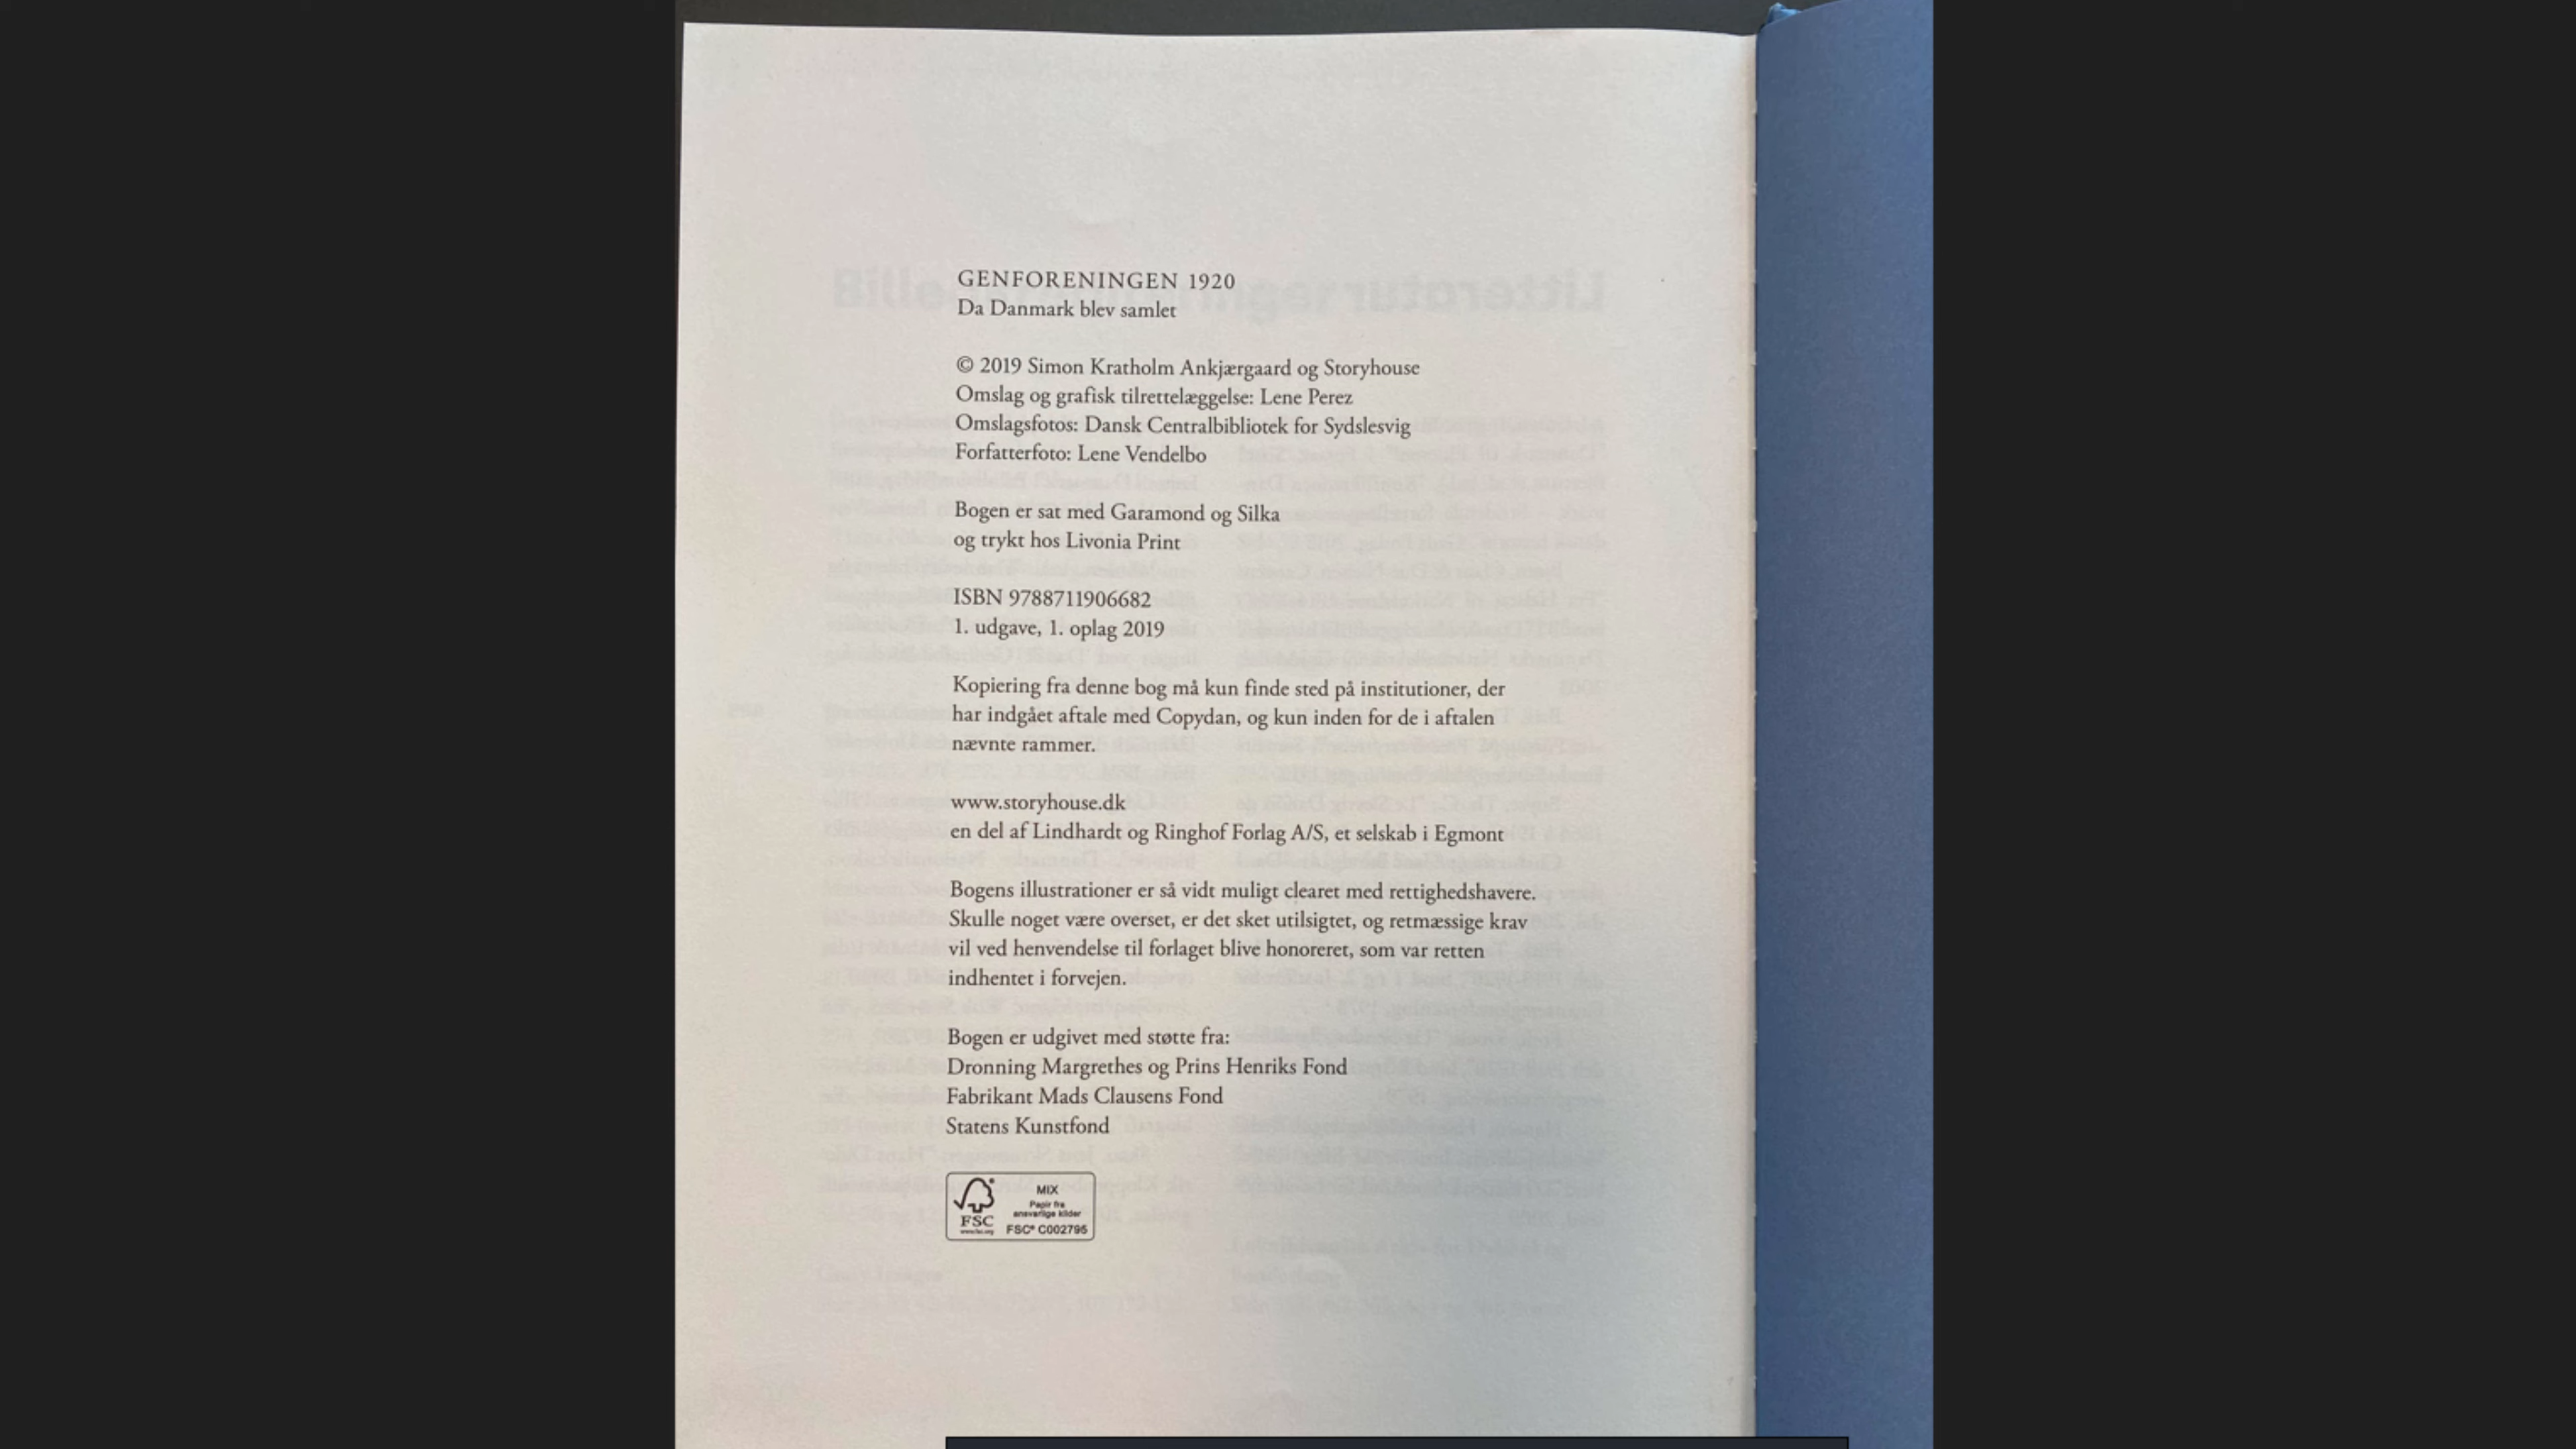 GENFORENINGEN 1920
Da Danmark blev samlet
© 2019 Simon Kratholm Ankjærgaard og Storyhouse
Omslag og grafisk tilrettelæggelse: Lene Perez
Omslagsfotos: Dansk Centralbibliotek for Sydslesvig
Forfatterfoto: Lene Vendelbo
Bogen er sat med Garamond og Silka
og trykt hos Livonia Print
ISBN 9788711906682
1. udgave, 1. oplag 2019
Kopiering fra denne bog må kun finde sted på institutioner, der
har indgået aftale med Copydan, og kun inden for de i aftalen
nævnte rammer.
www.storyhouse.dk
en del af Lindhardt og Ringhof Forlag A/S, et selskab i Egmont
Bogens illustrationer er så vidt muligt clearet med rettighedshavere.
Skulle noget være overset, er det sket utilsigtet, og retmæssige krav
vil ved henvendelse til forlaget blive honoreret, som var retten
indhentet i forvejen.
Bogen er udgivet med støtte fra:
Dronning Margrethes og Prins Henriks Fond
Fabrikant Mads Clausens Fond
Statens Kunstfond
FSC
www.fsc.org
MIX
Papir fra
ansvarlige kilder
FSC® C002795